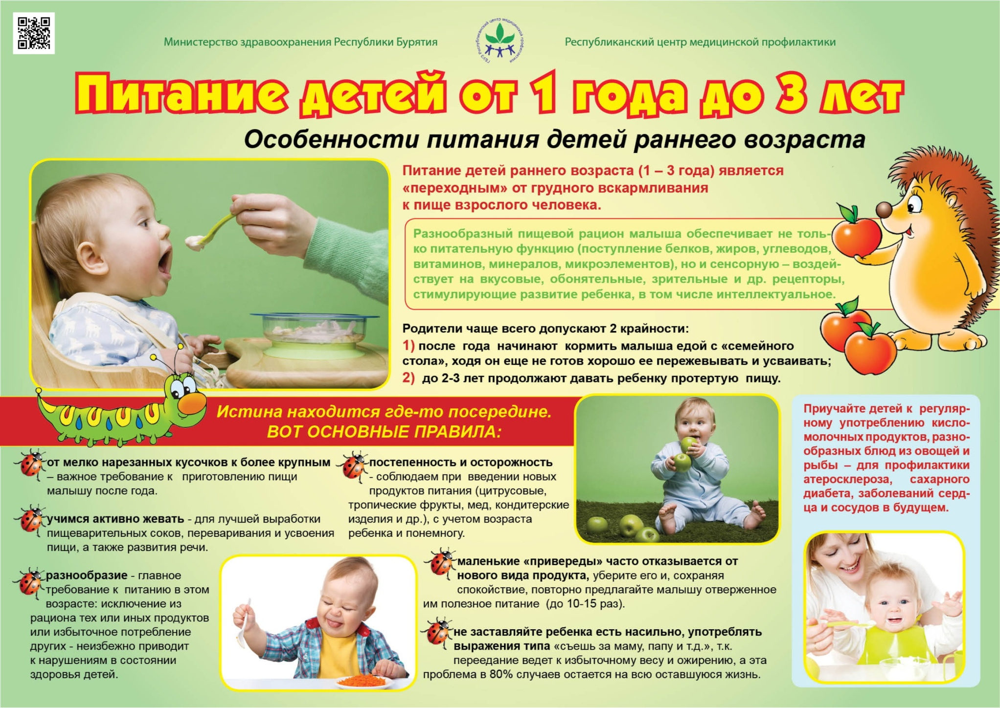 Министерство здравоохранения Республики Бурятия
ГБУЗ Республиканский центр медицинской профилактики
Республиканский центр медицинской профилактики
Питание детей от 1 года до 3 лет
Особенности питания детей раннего возраста
Питание детей раннего возраста (1 – 3 года) является
«переходным» от грудного вскармливания
к пище взрослого человека.
Разнообразный пищевой рацион малыша обеспечивает не толь-
ко питательную функцию (поступление белков, жиров, углеводов,
витаминов, минералов, микроэлементов), но и сенсорную – воздей-
ствует на вкусовые, обонятельные, зрительные и др. рецепторы,
стимулирующие развитие ребенка, в том числе интеллектуальное.
Родители чаще всего допускают 2 крайности:
1) после года начинают кормить малыша едой с «семейного
стола», ходя он еще не готов хорошо ее пережевывать и усваивать;
2) до 2-3 лет продолжают давать ребенку протертую пищу.
Истина находится где-то посередине.
ВОТ ОСНОВНЫЕ ПРАВИЛА:
от мелко нарезанных кусочков к более крупным
– важное требование к приготовлению пищи
малышу после года.
учимся активно жевать - для лучшей выработки
пищеварительных соков, переваривания и усвоения
пищи, а также развития речи.
разнообразие - главное
требование к питанию в этом
возрасте: исключение из
рациона тех или иных продуктов
или избыточное потребление
других - неизбежно приводит
к нарушениям в состоянии
здоровья детей.
постепенность и осторожность
- соблюдаем при введении новых
продуктов питания (цитрусовые,
тропические фрукты, мед, кондитерские
изделия и др.), с учетом возраста
ребенка и понемногу.
маленькие «привереды» часто отказывается от
нового вида продукта, уберите его и, сохраняя
спокойствие, повторно предлагайте малышу отверженное
им полезное питание (до 10-15 раз).
не заставляйте ребенка есть насильно, употреблять
выражения типа «съешь за маму, папу и т.д.», т.к.
переедание ведет к избыточному весу и ожирению, а эта
проблема в 80% случаев остается на всю оставшуюся жизнь.
Приучайте детей к регуляр-
ному употреблению кисло-
молочных продуктов, разно-
образных блюд из овощей и
рыбы – для профилактики
атеросклероза, сахарного
диабета, заболеваний серд-
ца и сосудов в будущем.